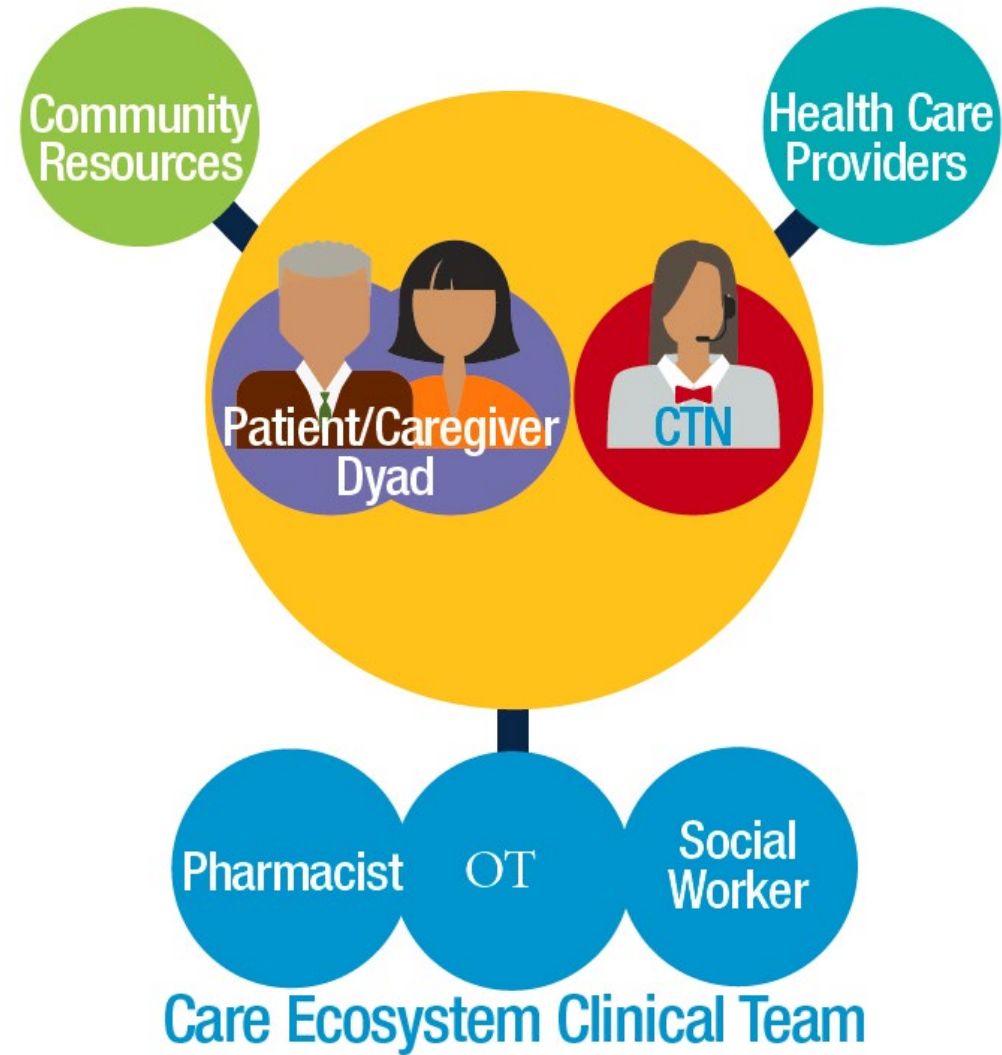 Community
Resources
Health Care
Providers
Patient/Caregiver
Dyad
CTN
Pharmacist
OT
Social
Worker
Care Ecosystem Clinical Team